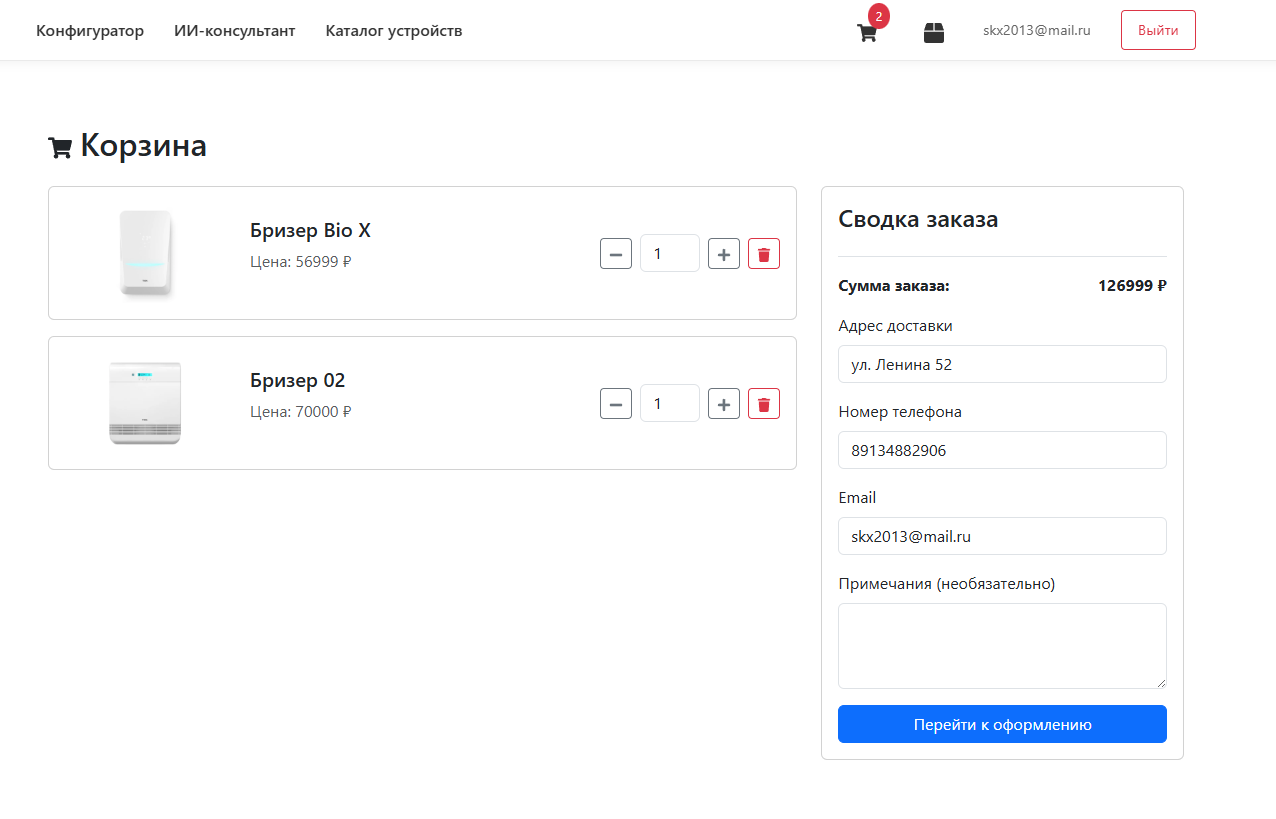 Конфигуратор ИИ-консультант Каталог устройств 2 skx2013@mail.ru Выйти
Корзина
Бризер Bio X
Цена: 56999 ₽
1
Бризер 02
Цена: 70000 ₽
1
Сводка заказа
Сумма заказа: 126999 ₽
Адрес доставки
ул. Ленина 52
Номер телефона
89134882906
Email
skx2013@mail.ru
Примечания (необязательно)
Перейти к оформлению